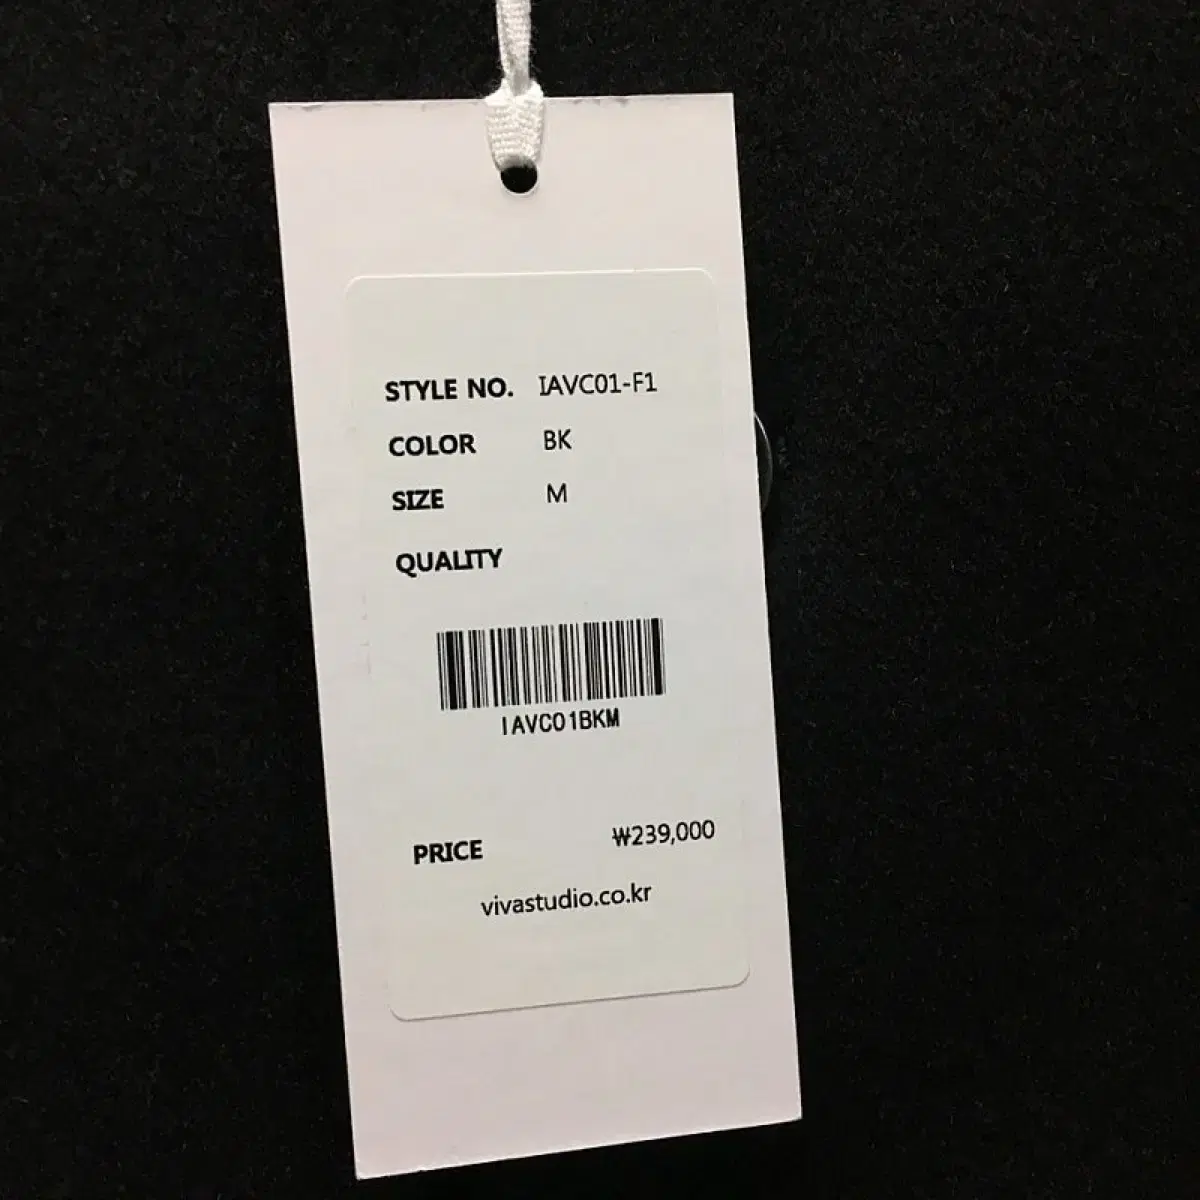 STYLE NO. IAVC01-F1
COLOR BK
SIZE M
QUALITY
IAVC01BKM
PRICE ₩239,000
vivastudio.co.kr